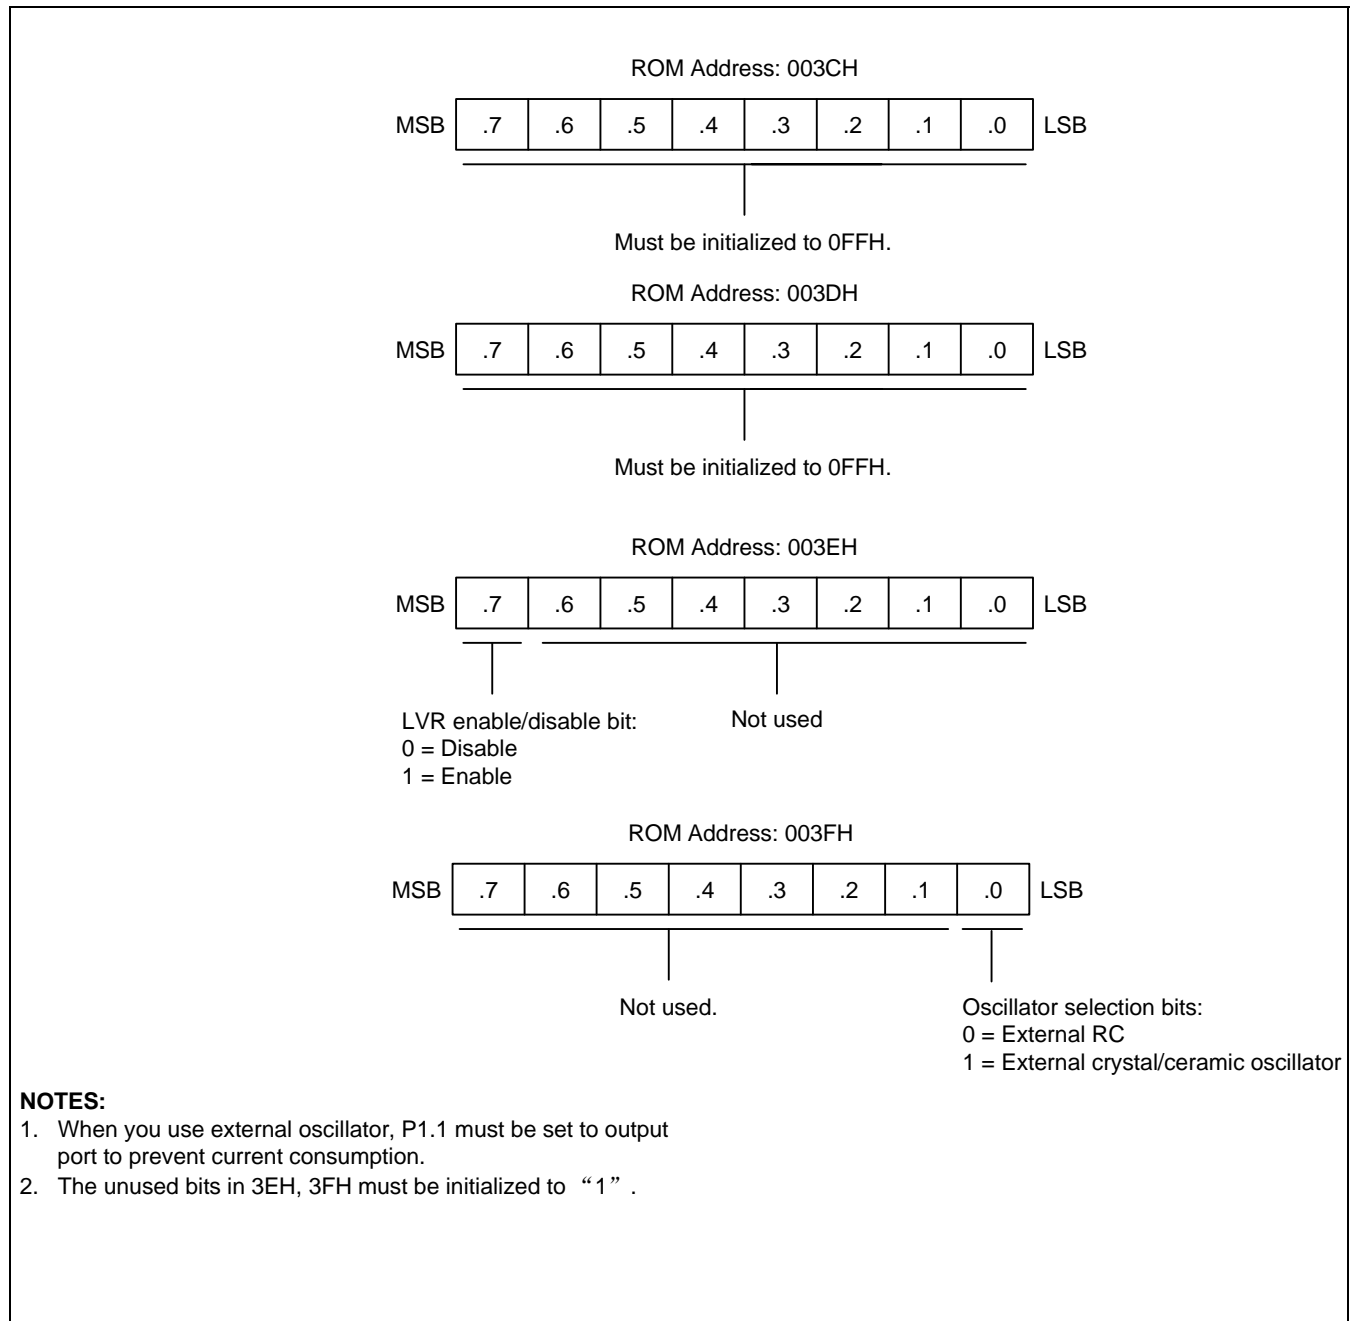 ROM Address: 003CH
MSB .7 .6 .5 .4 .3 .2 .1 .0 LSB
Must be initialized to 0FFH.
ROM Address: 003DH
MSB .7 .6 .5 .4 .3 .2 .1 .0 LSB
Must be initialized to 0FFH.
ROM Address: 003EH
MSB .7 .6 .5 .4 .3 .2 .1 .0 LSB
LVR enable/disable bit:
0 = Disable
1 = Enable
Not used
ROM Address: 003FH
MSB .7 .6 .5 .4 .3 .2 .1 .0 LSB
Not used.
Oscillator selection bits:
0 = External RC
1 = External crystal/ceramic oscillator
NOTES:
1. When you use external oscillator, P1.1 must be set to output
port to prevent current consumption.
2. The unused bits in 3EH, 3FH must be initialized to “1”.